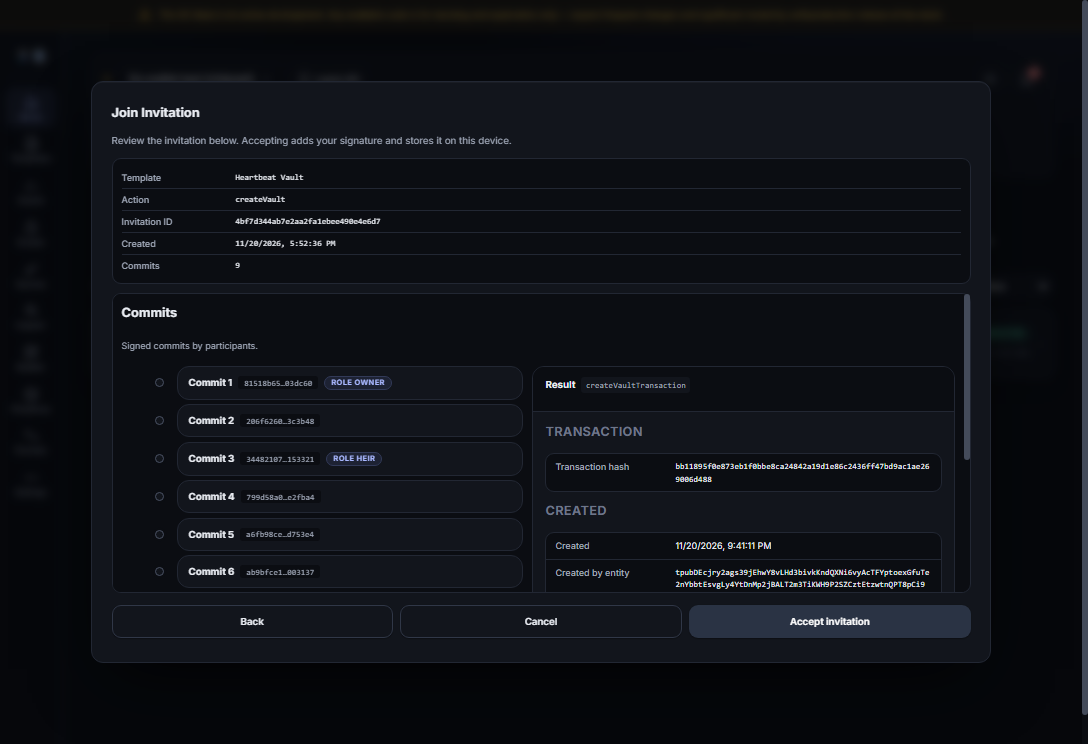 Join Invitation
Review the invitation below. Accepting adds your signature and stores it on this device.
Template Heartbeat Vault
Action createVault
Invitation ID 4bf7d344ab7e2aa2fa1ebee490e4e6d7
Created 11/20/2026, 5:52:36 PM
Commits 9
Commits
Signed commits by participants.
Commit 1 81518b65…03dc60 ROLE OWNER
Commit 2 206f6260…3c3b48
Commit 3 34482107…153321 ROLE HEIR
Commit 4 799d58a0…e2fba4
Commit 5 a6fb98ce…d753e4
Commit 6 ab9bfce1…003137
Result createVaultTransaction
TRANSACTION
Transaction hash bb11895f0e873eb1f0bbe8ca24842a19d1e86c2436ff47bd9ac1ae26
9006d488
CREATED
Created 11/20/2026, 9:41:11 PM
Created by entity tpubDEcjry2ags39jEhwY8vLHd3bivkKndQXNi6vyAcTFYptoexGfuTe
2nYbbtEsvgLy4YtDnMp2jBALT2m3TiKWH9P2SZCztEtzwtnQPT8pCi9
Back
Cancel
Accept invitation